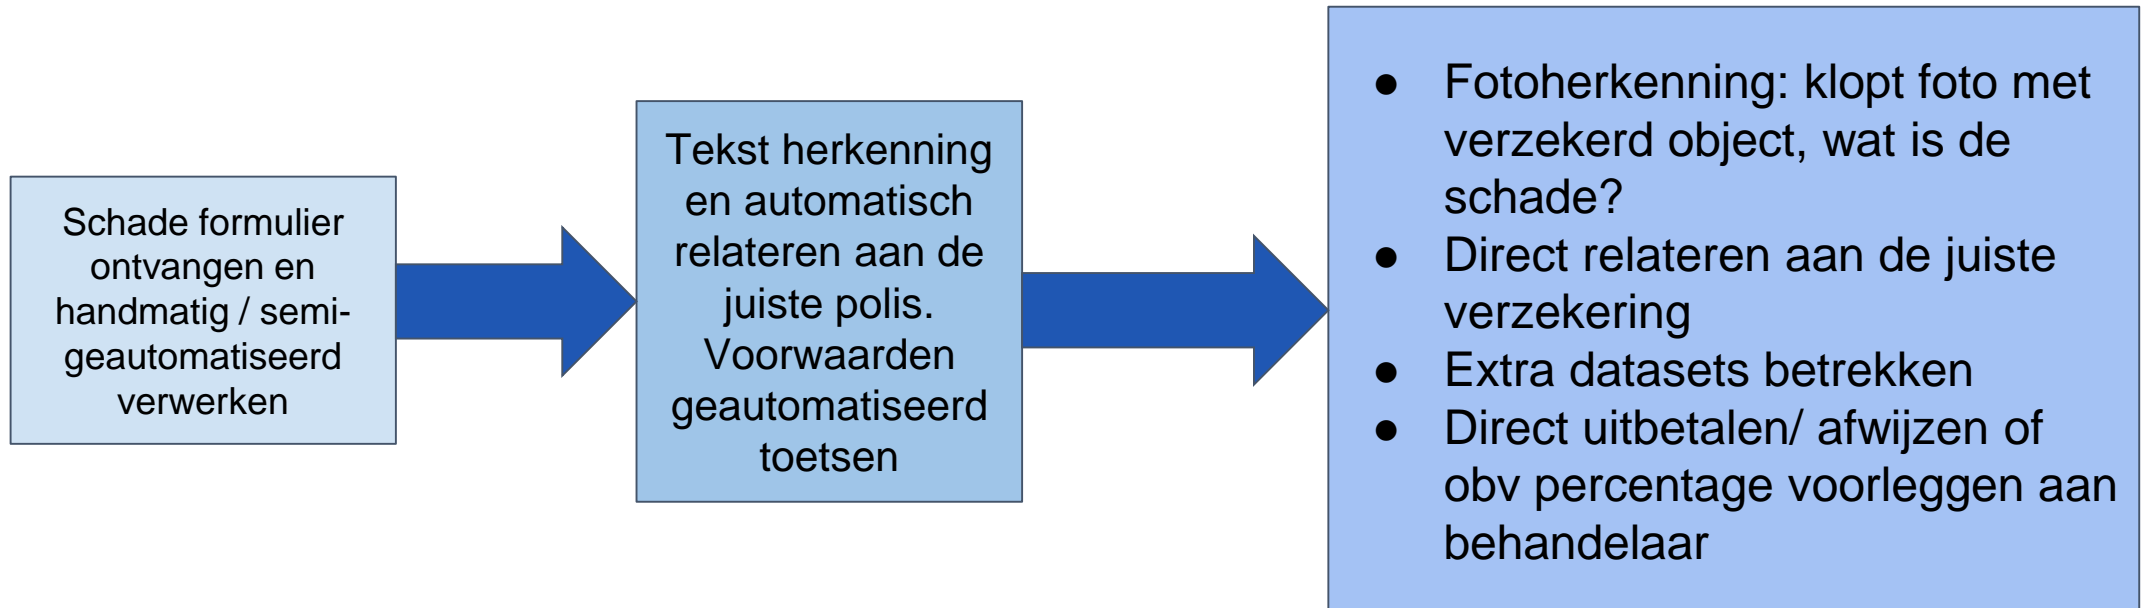 Schade formulier
ontvangen en
handmatig / semi-
geautomatiseerd
verwerken
Tekst herkenning
en automatisch
relateren aan de
juiste polis.
Voorwaarden
geautomatiseerd
toetsen
● Fotoherkenning: klopt foto met
verzekerd object, wat is de
schade?
● Direct relateren aan de juiste
verzekering
● Extra datasets betrekken
● Direct uitbetalen/ afwijzen of
obv percentage voorleggen aan
behandelaar